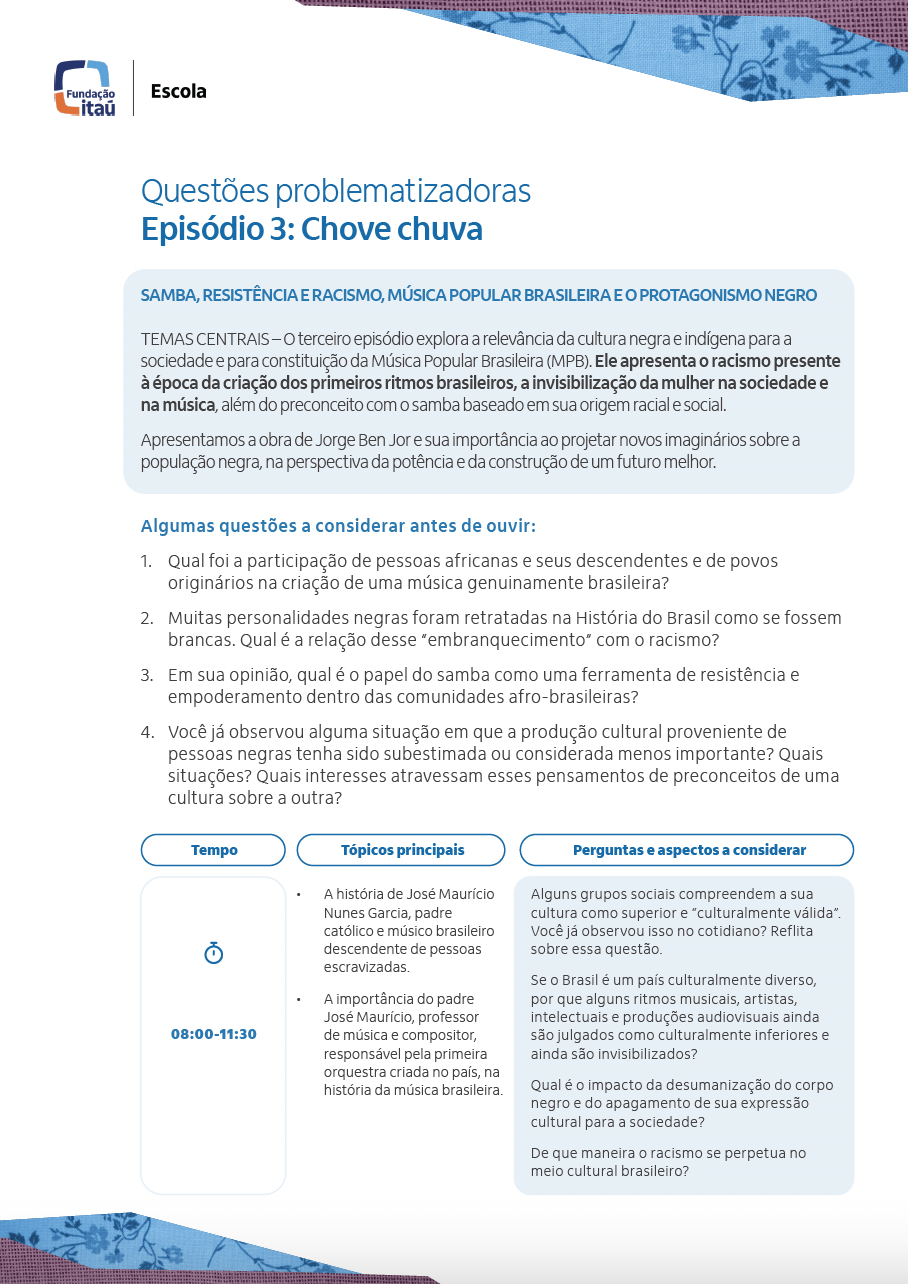 Fundação
itaú
Escola
Questões problematizadoras
Episódio 3: Chove chuva
SAMBA, RESISTÊNCIA E RACISMO, MÚSICA POPULAR BRASILEIRA E O PROTAGONISMO NEGRO
TEMAS CENTRAIS – O terceiro episódio explora a relevância da cultura negra e indígena para a
sociedade e para constituição da Música Popular Brasileira (MPB). Ele apresenta o racismo presente
à época da criação dos primeiros ritmos brasileiros, a invisibilização da mulher na sociedade e
na música, além do preconceito com o samba baseado em sua origem racial e social.
Apresentamos a obra de Jorge Ben Jor e sua importância ao projetar novos imaginários sobre a
população negra, na perspectiva da potência e da construção de um futuro melhor.
Algumas questões a considerar antes de ouvir:
1. Qual foi a participação de pessoas africanas e seus descendentes e de povos
originários na criação de uma música genuinamente brasileira?
2. Muitas personalidades negras foram retratadas na História do Brasil como se fossem
brancas. Qual é a relação desse “embranquecimento” com o racismo?
3. Em sua opinião, qual é o papel do samba como uma ferramenta de resistência e
empoderamento dentro das comunidades afro-brasileiras?
4. Você já observou alguma situação em que a produção cultural proveniente de
pessoas negras tenha sido subestimada ou considerada menos importante? Quais
situações? Quais interesses atravessam esses pensamentos de preconceitos de uma
cultura sobre a outra?
Tempo
Tópicos principais
Perguntas e aspectos a considerar
08:00-11:30
• A história de José Maurício
Nunes Garcia, padre
católico e músico brasileiro
descendente de pessoas
escravizadas.
• A importância do padre
José Maurício, professor
de música e compositor,
responsável pela primeira
orquestra criada no país, na
história da música brasileira.
Alguns grupos sociais compreendem a sua
cultura como superior e “culturalmente válida”.
Você já observou isso no cotidiano? Reflita
sobre essa questão.
Se o Brasil é um país culturalmente diverso,
por que alguns ritmos musicais, artistas,
intelectuais e produções audiovisuais ainda
são julgados como culturalmente inferiores e
ainda são invisibilizados?
Qual é o impacto da desumanização do corpo
negro e do apagamento de sua expressão
cultural para a sociedade?
De que maneira o racismo se perpetua no
meio cultural brasileiro?